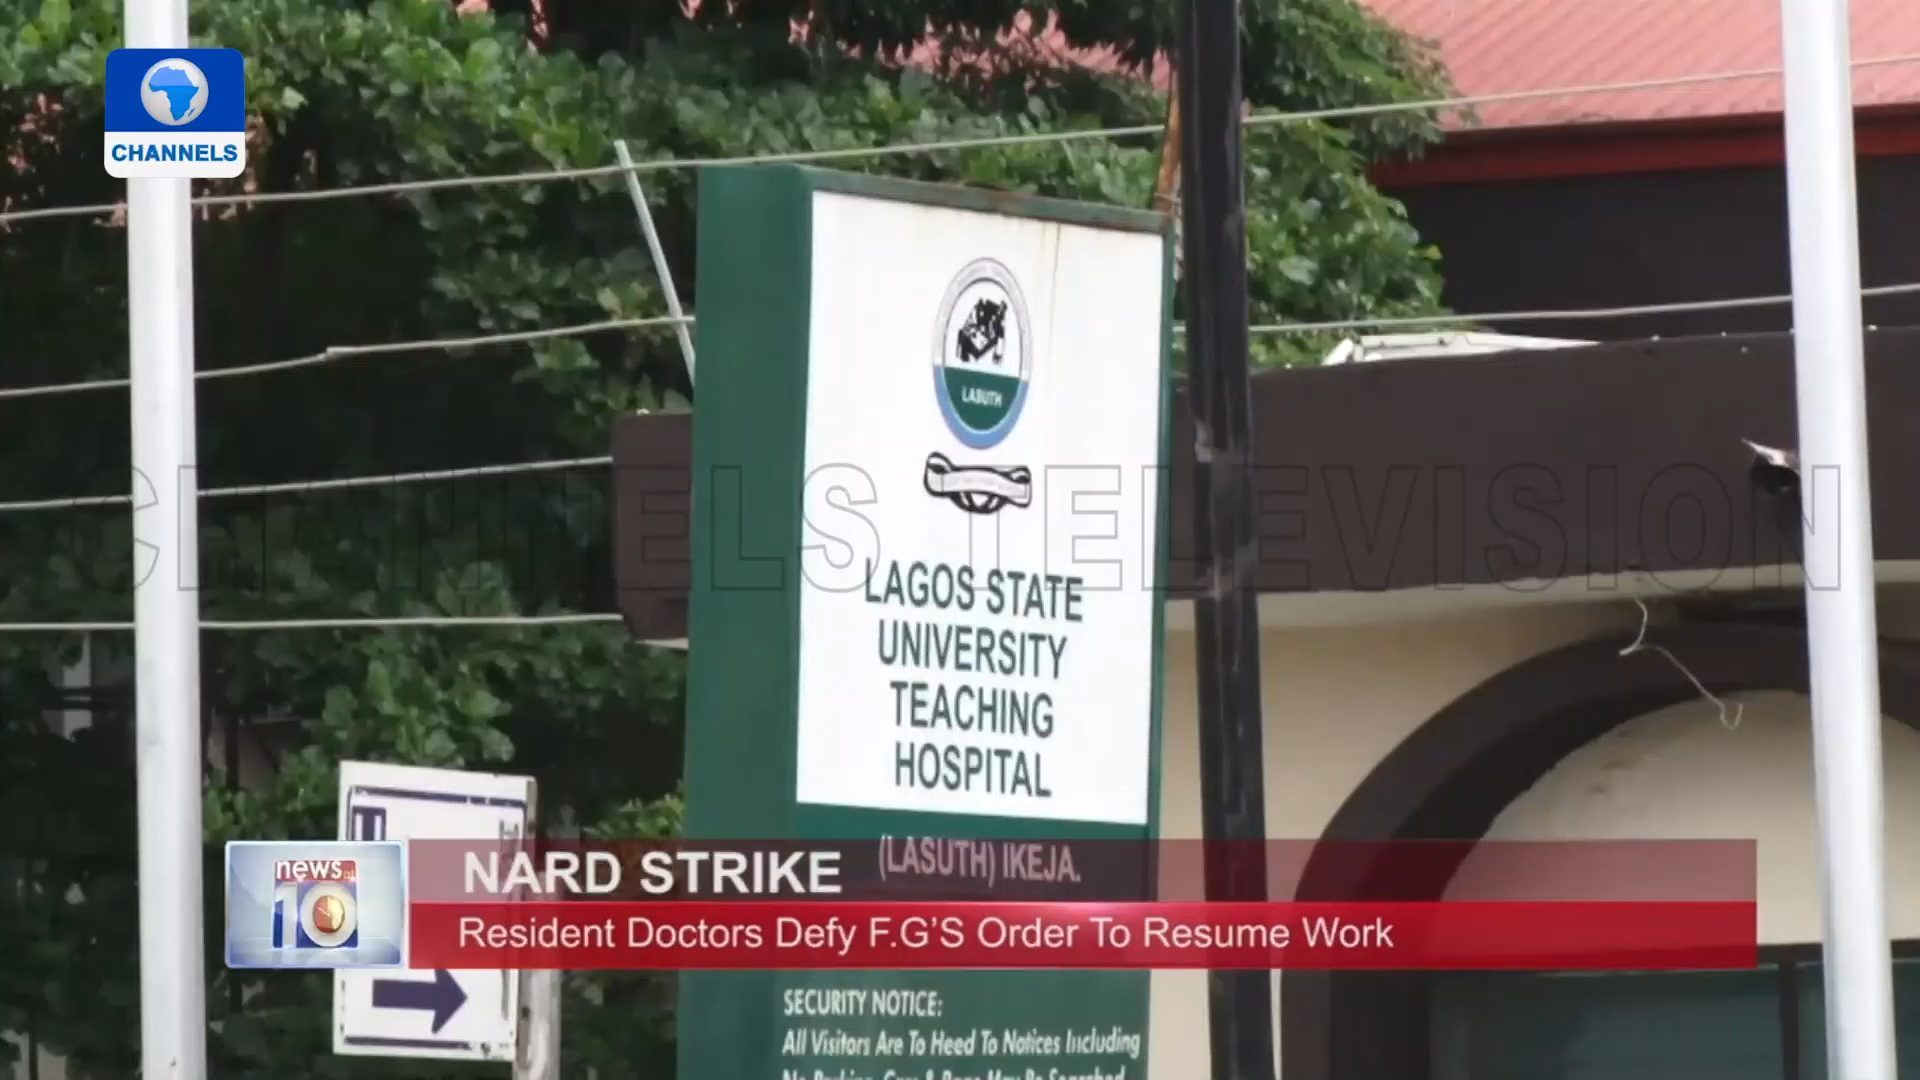 CHANNELS
LASUTH
CHANNELS TELEVISION
LAGOS STATE
UNIVERSITY
TEACHING
HOSPITAL
(LASUTH) IKEJA.
news at
10
NARD STRIKE
Resident Doctors Defy F.G'S Order To Resume Work
SECURITY NOTICE:
All Visitors Are To Heed To Notices Including